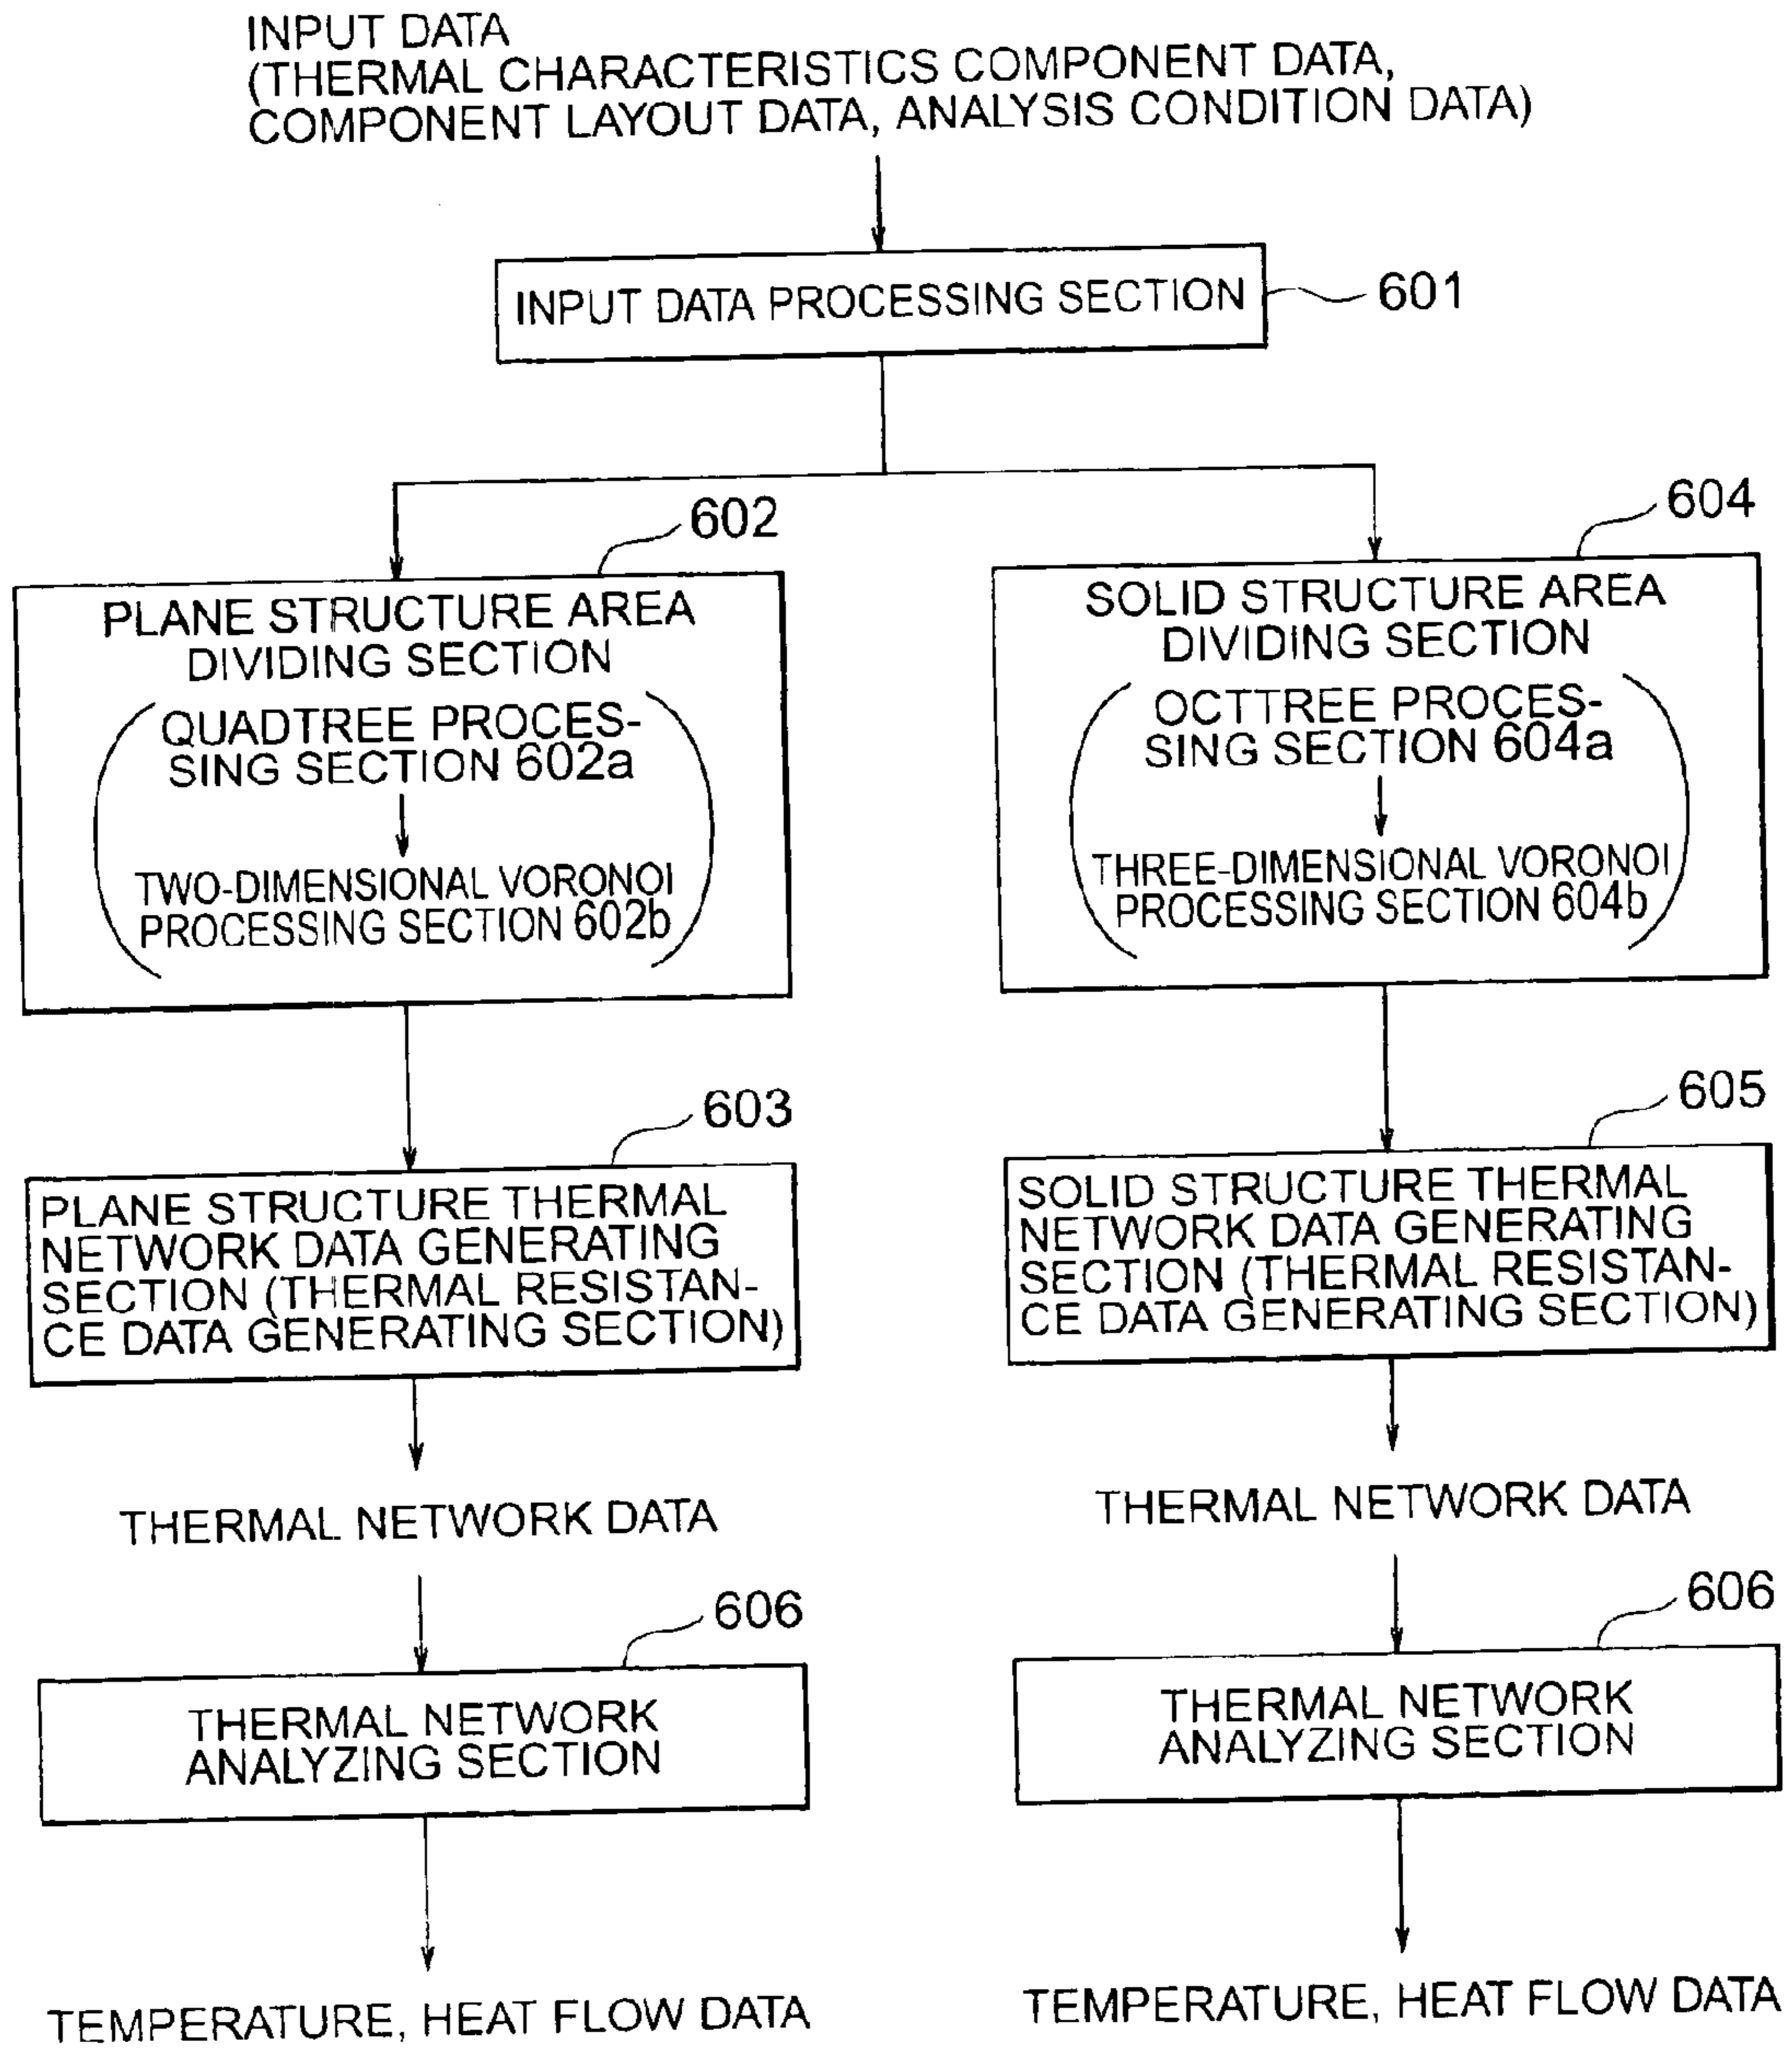 INPUT DATA
(THERMAL CHARACTERISTICS COMPONENT DATA,
COMPONENT LAYOUT DATA, ANALYSIS CONDITION DATA)
INPUT DATA PROCESSING SECTION
601
602
PLANE STRUCTURE AREA
DIVIDING SECTION
QUADTREE PROCES-
SING SECTION 602a
TWO-DIMENSIONAL VORONOI
PROCESSING SECTION 602b
604
SOLID STRUCTURE AREA
DIVIDING SECTION
OCTTREE PROCES-
SING SECTION 604a
THREE-DIMENSIONAL VORONOI
PROCESSING SECTION 604b
603
PLANE STRUCTURE THERMAL
NETWORK DATA GENERATING
SECTION (THERMAL RESISTAN-
CE DATA GENERATING SECTION)
605
SOLID STRUCTURE THERMAL
NETWORK DATA GENERATING
SECTION (THERMAL RESISTAN-
CE DATA GENERATING SECTION)
THERMAL NETWORK DATA
THERMAL NETWORK DATA
606
THERMAL NETWORK
ANALYZING SECTION
606
THERMAL NETWORK
ANALYZING SECTION
TEMPERATURE, HEAT FLOW DATA
TEMPERATURE, HEAT FLOW DATA